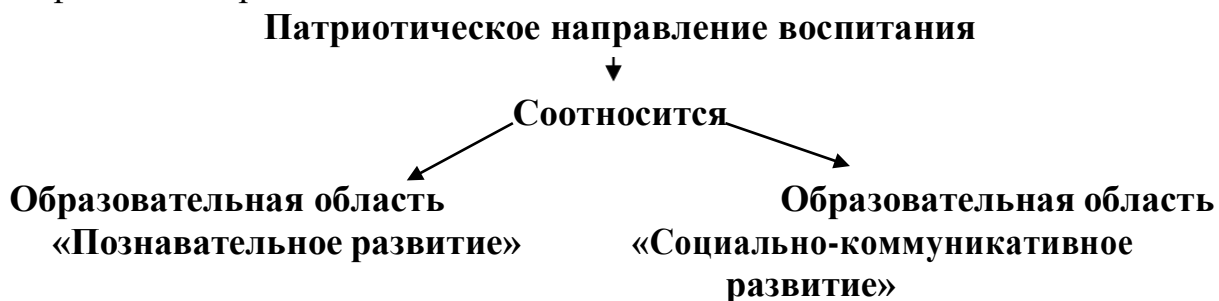 Патриотическое направление воспитания
Соотносится
Образовательная область Образовательная область
«Познавательное развитие» «Социально-коммуникативное
развитие»